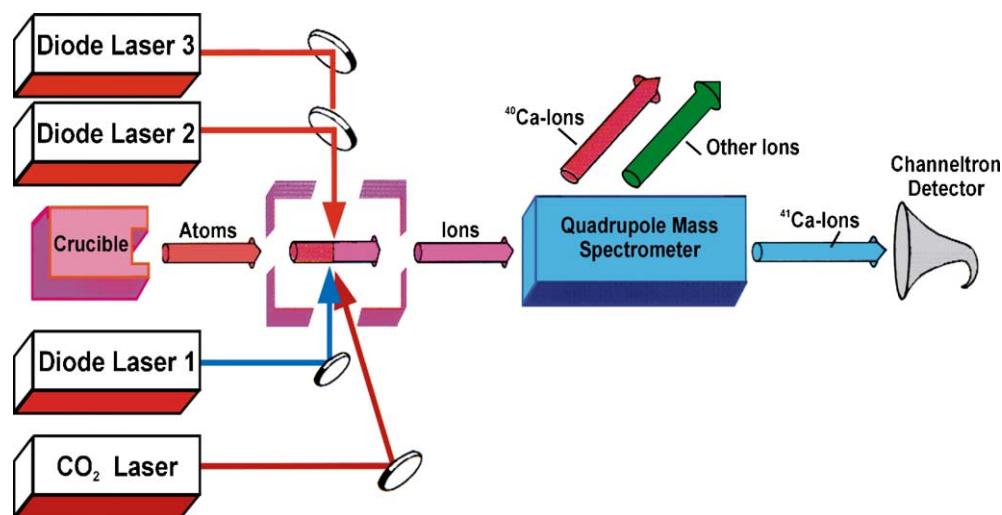 Diode Laser 3
Diode Laser 2
⁴⁰Ca-Ions
Other Ions
Channeltron
Detector
Crucible
Atoms
Ions
Quadrupole Mass
Spectrometer
⁴¹Ca-Ions
Diode Laser 1
CO₂ Laser